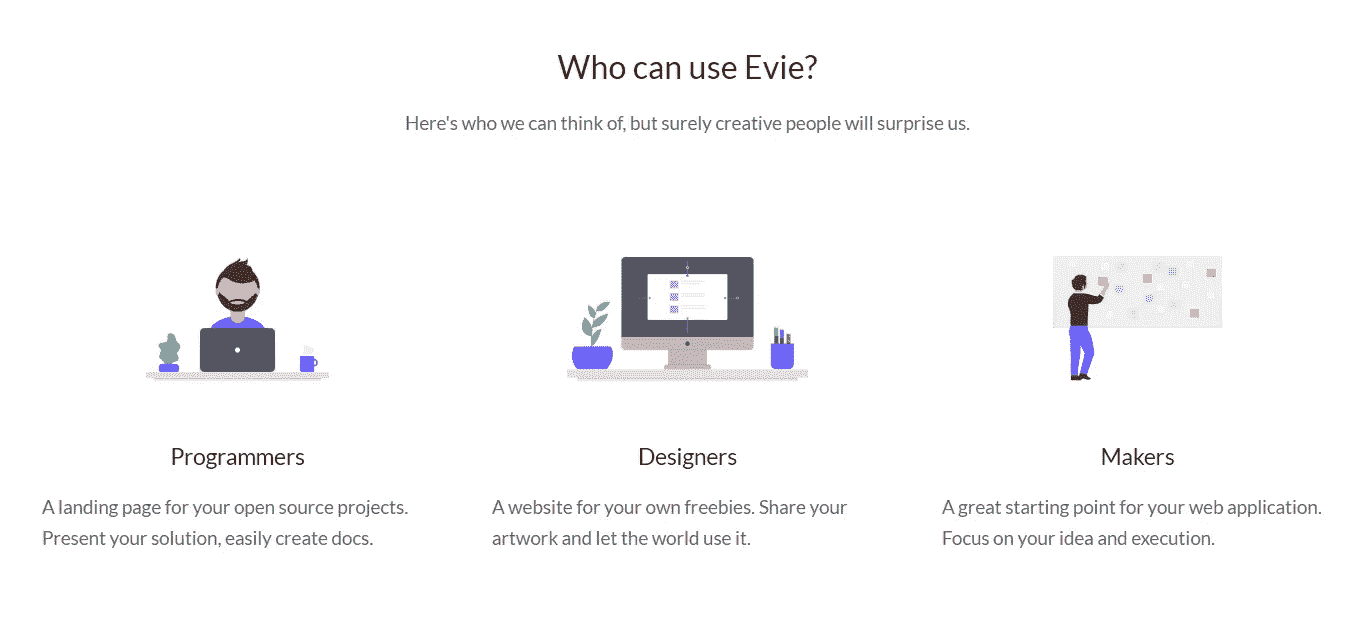 Who can use Evie?
Here's who we can think of, but surely creative people will surprise us.
Programmers
A landing page for your open source projects.
Present your solution, easily create docs.
Designers
A website for your own freebies. Share your
artwork and let the world use it.
Makers
A great starting point for your web application.
Focus on your idea and execution.